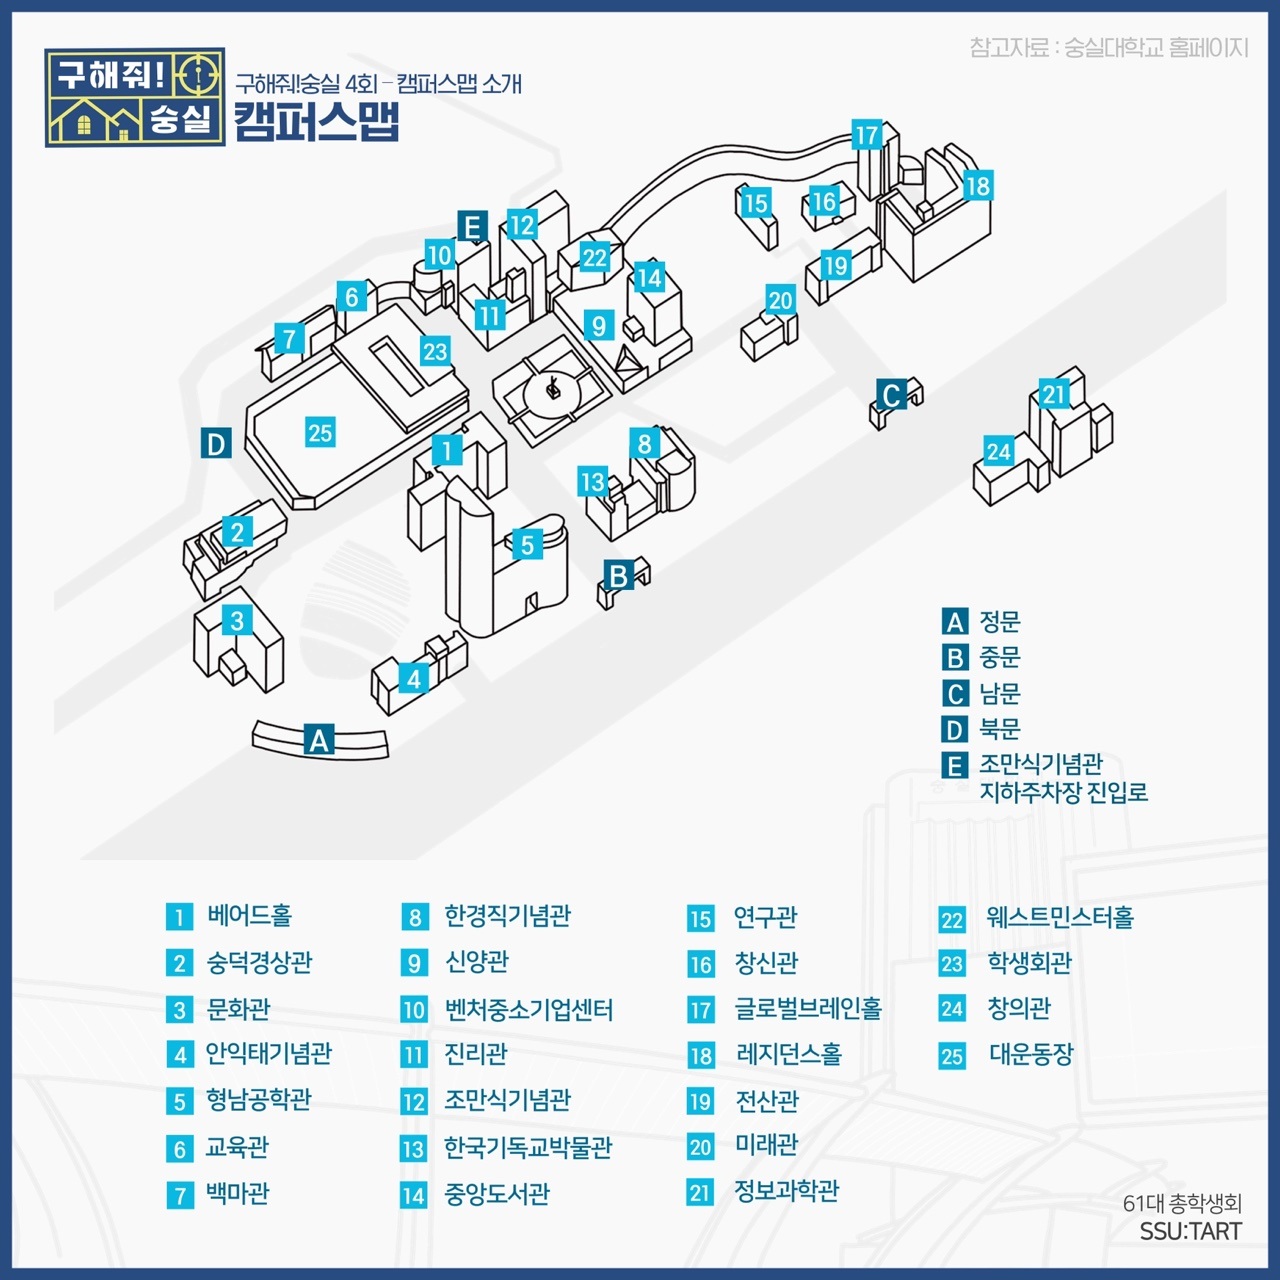 참고자료 : 숭실대학교 홈페이지
구해줘!
숭실
구해줘!숭실 4회 - 캠퍼스맵 소개
캠퍼스맵
17
18
15
16
E
12
10
22
14
19
6
11
20
9
7
23
C
21
25
D
1
8
24
13
2
5
B
3
4
A
A 정문
B 중문
C 남문
D 북문
E 조만식기념관
지하주차장 진입로
1 베어드홀
2 숭덕경상관
3 문화관
4 안익태기념관
5 형남공학관
6 교육관
7 백마관
8 한경직기념관
9 신양관
10 벤처중소기업센터
11 진리관
12 조만식기념관
13 한국기독교박물관
14 중앙도서관
15 연구관
16 창신관
17 글로벌브레인홀
18 레지던스홀
19 전산관
20 미래관
21 정보과학관
22 웨스트민스터홀
23 학생회관
24 창의관
25 대운동장
61대 총학생회
SSU:TART